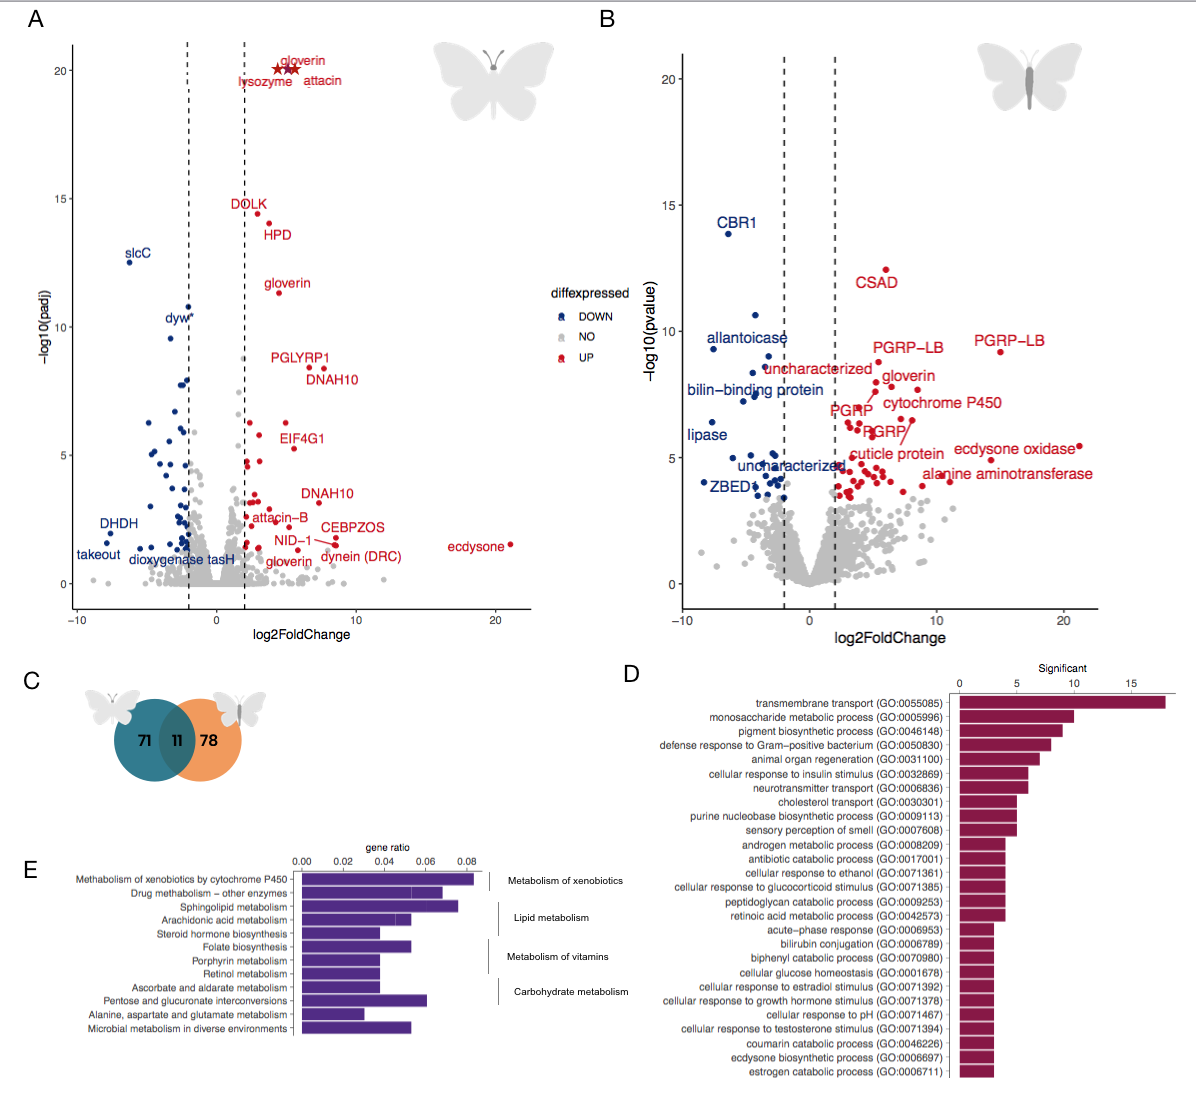 A
B
gloverin
lysozyme
attacin
DOLK
HPD
slcC
gloverin
dyw*
PGLYRP1
DNAH10
EIF4G1
DNAH10
attacin-B
CEBPZOS
NID-1
DHDH
takeout
dioxygenase tasH
gloverin
dynein (DRC)
ecdysone
20
15
10
5
0
-10
0
10
20
-log10(padj)
log2FoldChange
diffexpressed
DOWN
NO
UP
CBR1
CSAD
allantoicase
PGRP-LB
PGRP-LB
uncharacterized
gloverin
bilin-binding protein
cytochrome P450
PGRP
lipase
PGRP
cuticle protein
ecdysone oxidase
uncharacterized
alanine aminotransferase
ZBED1
20
15
10
5
0
-10
0
10
20
-log10(pvalue)
log2FoldChange
C
71
11
78
D
Significant
0
5
10
15
transmembrane transport (GO:0055085)
monosaccharide metabolic process (GO:0005996)
pigment biosynthetic process (GO:0046148)
defense response to Gram-positive bacterium (GO:0050830)
animal organ regeneration (GO:0031100)
cellular response to insulin stimulus (GO:0032869)
neurotransmitter transport (GO:0006836)
cholesterol transport (GO:0030301)
purine nucleobase biosynthetic process (GO:0009113)
sensory perception of smell (GO:0007608)
androgen metabolic process (GO:0008209)
antibiotic catabolic process (GO:0017001)
cellular response to ethanol (GO:0071361)
cellular response to glucocorticoid stimulus (GO:0071385)
peptidoglycan catabolic process (GO:0009253)
retinoic acid metabolic process (GO:0042573)
acute-phase response (GO:0006953)
bilirubin conjugation (GO:0006789)
biphenyl catabolic process (GO:0070980)
cellular glucose homeostasis (GO:0001678)
cellular response to estradiol stimulus (GO:0071392)
cellular response to growth hormone stimulus (GO:0071378)
cellular response to pH (GO:0071467)
cellular response to testosterone stimulus (GO:0071394)
coumarin catabolic process (GO:0046226)
ecdysone biosynthetic process (GO:0006697)
estrogen catabolic process (GO:0006711)
E
gene ratio
0.00
0.02
0.04
0.06
0.08
Methabolism of xenobiotics by cytochrome P450
Drug methabolism - other enzymes
Sphingolipid metabolism
Arachidonic acid metabolism
Steroid hormone biosynthesis
Folate biosynthesis
Porphyrin metabolism
Retinol metabolism
Ascorbate and aldarate metabolism
Pentose and glucuronate interconversions
Alanine, aspartate and glutamate metabolism
Microbial metabolism in diverse environments
Metabolism of xenobiotics
Lipid metabolism
Metabolism of vitamins
Carbohydrate metabolism